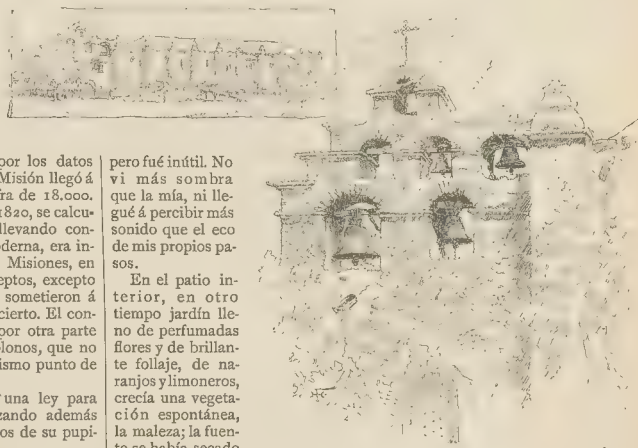 por los datos
Misión llegó á
ra de 18.000.
1820, se calcu-
llevando con-
derna, era in-
Misiones, en
eptos, excepto
sometieron á
cierto. El con-
por otra parte
olonos, que no
ismo punto de
una ley para
zando además
os de su pupi-
pero fué inútil. No
vi más sombra
que la mía, ni lle-
gué á percibir más
sonido que el eco
de mis propios pa-
sos.
En el patio in-
terior, en otro
tiempo jardín lle-
no de perfumadas
flores y de brillan-
te follaje, de na-
ranjos y limoneros,
crecía una vegeta-
ción espontánea,
la maleza; la fuen-
te se había secado